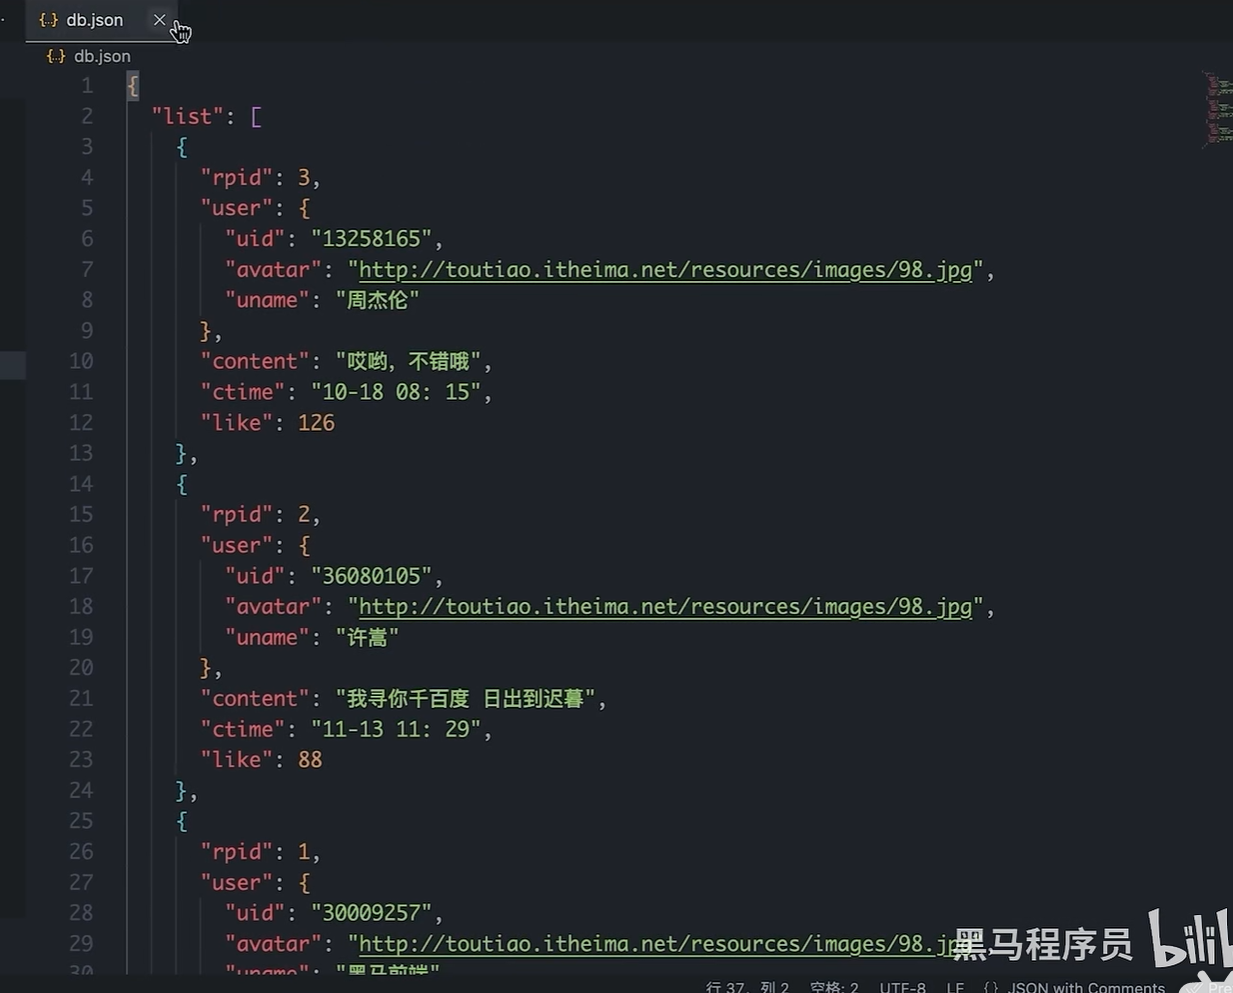 {..} db.json ×
{..} db.json
1 {
2 "list": [
3 {
4 "rpid": 3,
5 "user": {
6 "uid": "13258165",
7 "avatar": "http://toutiao.itheima.net/resources/images/98.jpg",
8 "uname": "周杰伦"
9 },
10 "content": "哎哟，不错哦",
11 "ctime": "10-18 08: 15",
12 "like": 126
13 },
14 {
15 "rpid": 2,
16 "user": {
17 "uid": "36080105",
18 "avatar": "http://toutiao.itheima.net/resources/images/98.jpg",
19 "uname": "许嵩"
20 },
21 "content": "我寻你千百度 日出到迟暮",
22 "ctime": "11-13 11: 29",
23 "like": 88
24 },
25 {
26 "rpid": 1,
27 "user": {
28 "uid": "30009257",
29 "avatar": "http://toutiao.itheima.net/resources/images/98.jp
30 "uname": "黑马前端"
黑马程序员 bilib
行 37，列 2 空格: 2 UTF-8 LF {} JSON with Comments Pre